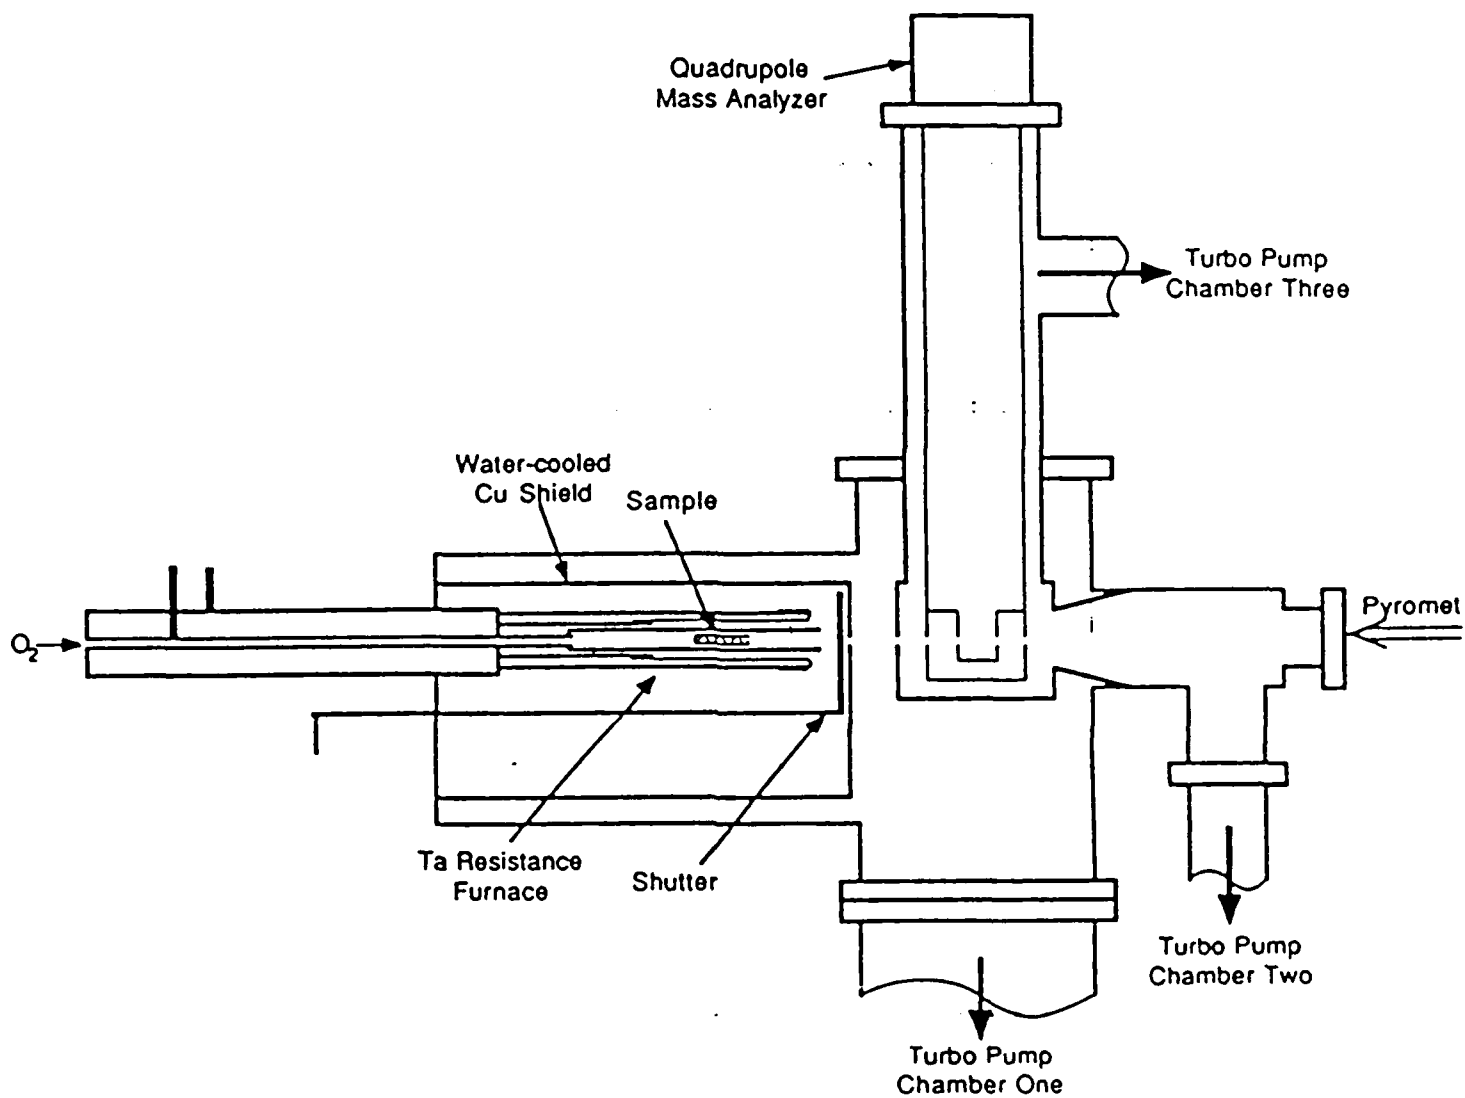 Quadrupole
Mass Analyzer
Turbo Pump
Chamber Three
Water-cooled
Cu Shield
Sample
O₂
Pyromet
Ta Resistance
Furnace
Shutter
Turbo Pump
Chamber Two
Turbo Pump
Chamber One